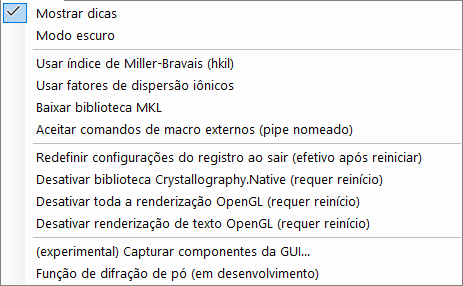 Mostrar dicas
Modo escuro
Usar índice de Miller-Bravais (hkil)
Usar fatores de dispersão iônicos
Baixar biblioteca MKL
Aceitar comandos de macro externos (pipe nomeado)
Redefinir configurações do registro ao sair (efetivo após reiniciar)
Desativar biblioteca Crystallography.Native (requer reinício)
Desativar toda a renderização OpenGL (requer reinício)
Desativar renderização de texto OpenGL (requer reinício)
(experimental) Capturar componentes da GUI...
Função de difração de pó (em desenvolvimento)